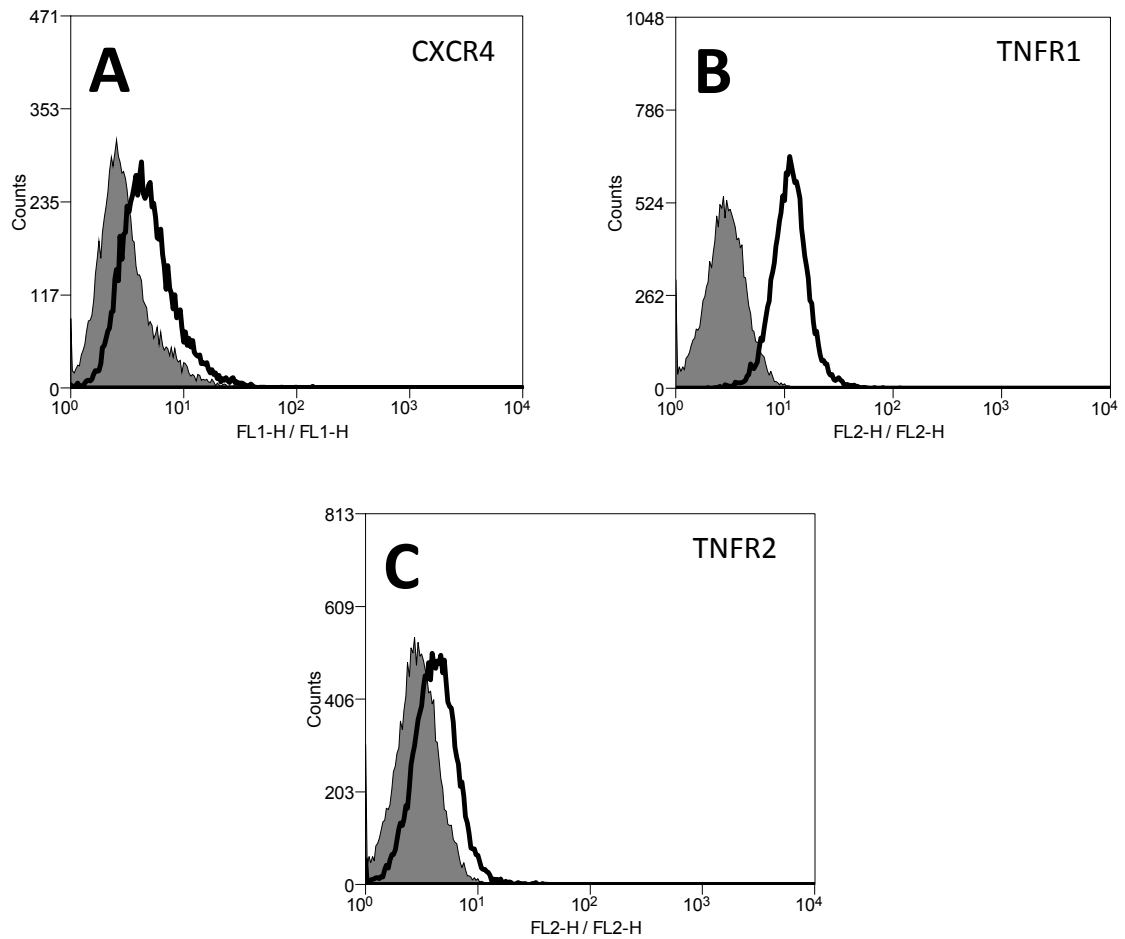 A
CXCR4
471
353
235
117
0
Counts
10⁰ 10¹ 10² 10³ 10⁴
FL1-H / FL1-H
B
TNFR1
1048
786
524
262
0
Counts
10⁰ 10¹ 10² 10³ 10⁴
FL2-H / FL2-H
C
TNFR2
813
609
406
203
0
Counts
10⁰ 10¹ 10² 10³ 10⁴
FL2-H / FL2-H